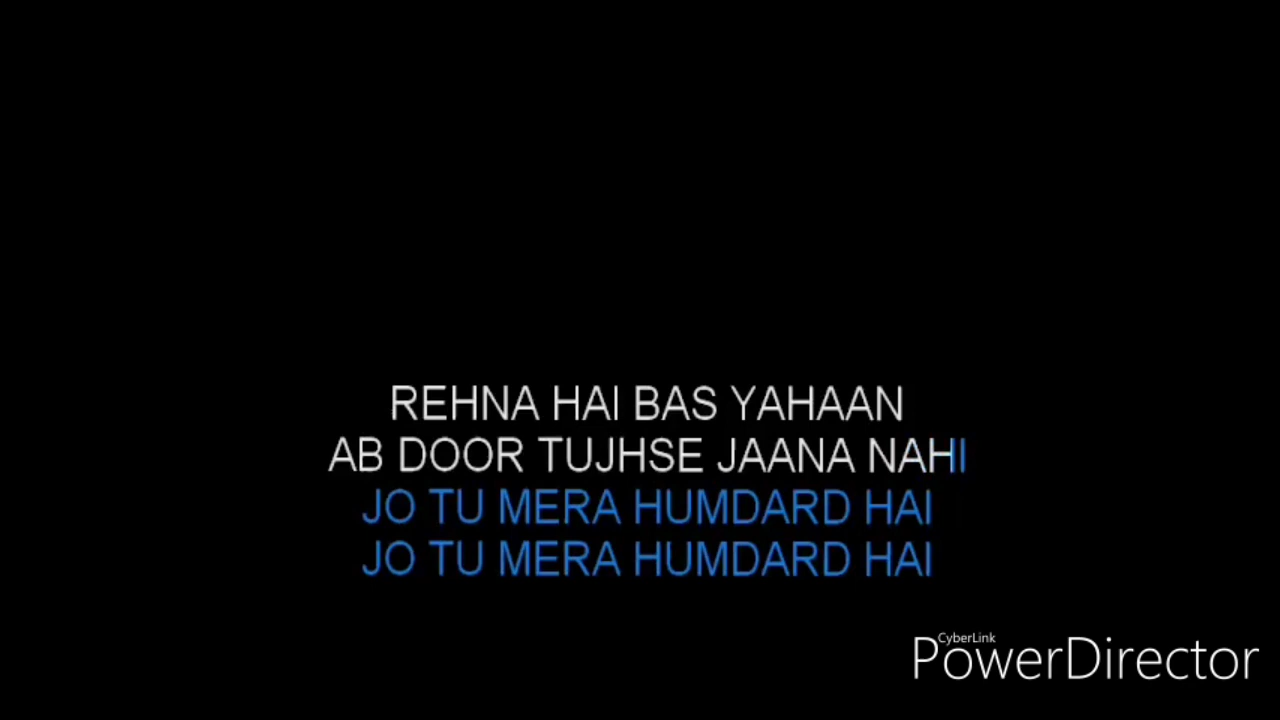 REHNA HAI BAS YAHAAN
AB DOOR TUJHSE JAANA NAHI
JO TU MERA HUMDARD HAI
JO TU MERA HUMDARD HAI
CyberLink
PowerDirector